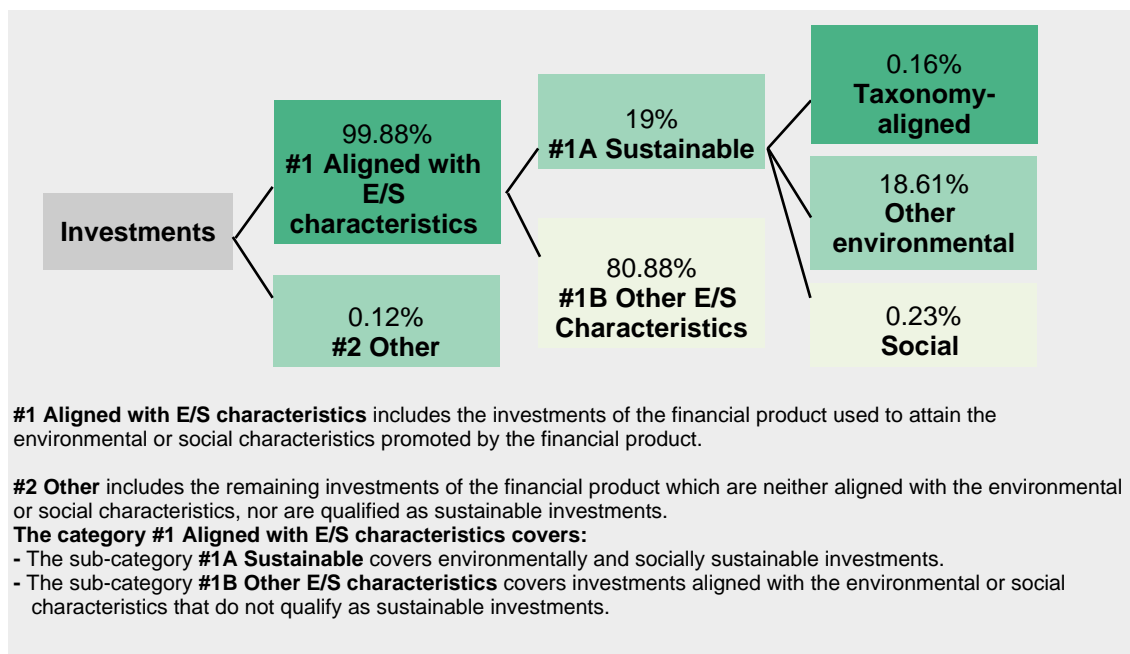 Investments
99.88%
#1 Aligned with
E/S
characteristics
0.12%
#2 Other
19%
#1A Sustainable
80.88%
#1B Other E/S
Characteristics
0.16%
Taxonomy-
aligned
18.61%
Other
environmental
0.23%
Social
#1 Aligned with E/S characteristics includes the investments of the financial product used to attain the
environmental or social characteristics promoted by the financial product.
#2 Other includes the remaining investments of the financial product which are neither aligned with the environmental
or social characteristics, nor are qualified as sustainable investments.
The category #1 Aligned with E/S characteristics covers:
- The sub-category #1A Sustainable covers environmentally and socially sustainable investments.
- The sub-category #1B Other E/S characteristics covers investments aligned with the environmental or social
characteristics that do not qualify as sustainable investments.